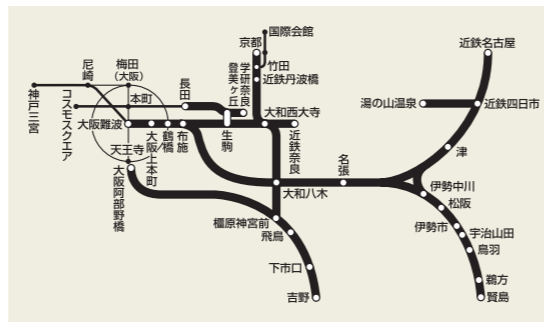 国際会館
京都
竹田
近鉄丹波橋
近鉄名古屋
尼崎
梅田
(大阪)
長田
学研奈良
登美ヶ丘
神戸三宮
コスモスクエア
本町
大和西大寺
湯の山温泉
近鉄四日市
大阪難波
大阪上本町
鶴橋
布施
生駒
近鉄奈良
天王寺
津
名張
大阪阿部野橋
大和八木
伊勢中川
松阪
橿原神宮前
飛鳥
伊勢市
宇治山田
鳥羽
下市口
鵜方
吉野
賢島